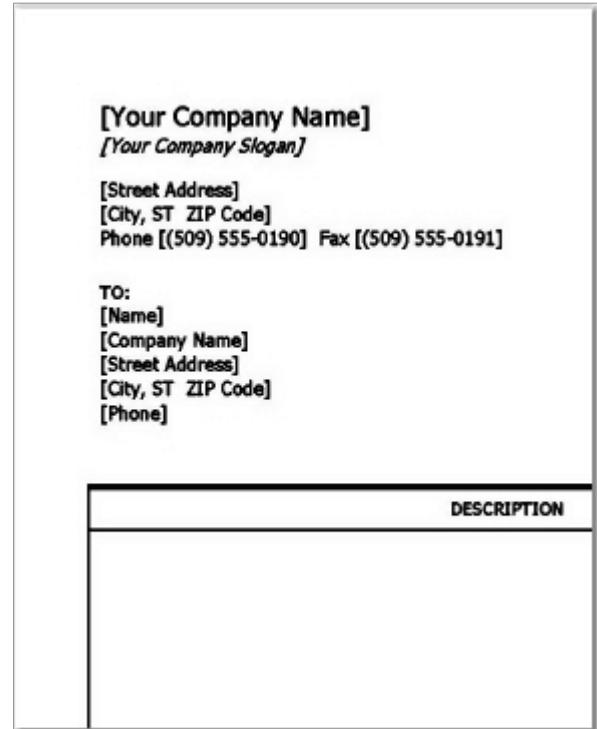 [Your Company Name]
[Your Company Slogan]
[Street Address]
[City, ST  ZIP Code]
Phone [(509) 555-0190]  Fax [(509) 555-0191]
TO:
[Name]
[Company Name]
[Street Address]
[City, ST  ZIP Code]
[Phone]
DESCRIPTION